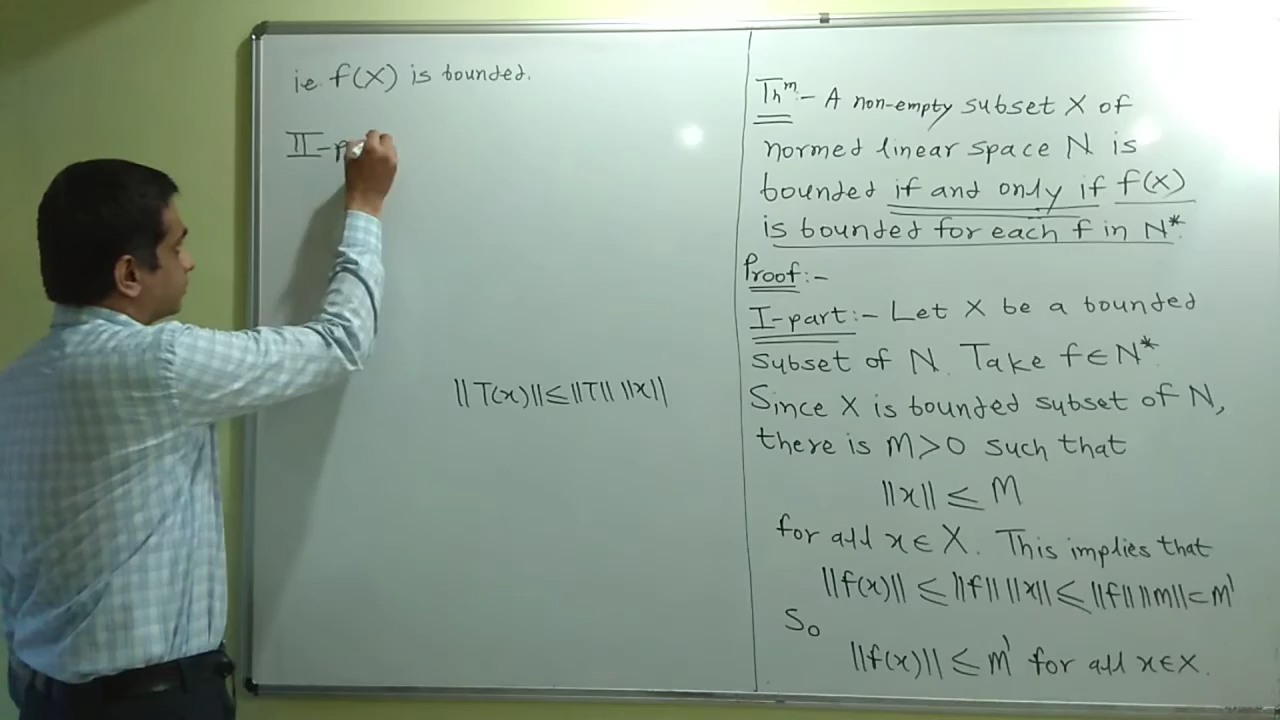 Thm:- A non-empty subset X of
normed linear space N is
bounded if and only if f(X)
is bounded for each f in N*.
Proof:-
I-part:- Let X be a bounded
subset of N. Take f∈N*
Since X is bounded subset of N,
there is M>0 such that
||x|| ≤ M
for all x∈X. This implies that
||f(x)|| ≤ ||f|| ||x|| ≤ ||f|| ||m|| = m'
So
||f(x)|| ≤ m' for all x∈X.
i.e. f(X) is bounded.
II-p
||T(x)|| ≤ ||T|| ||x||